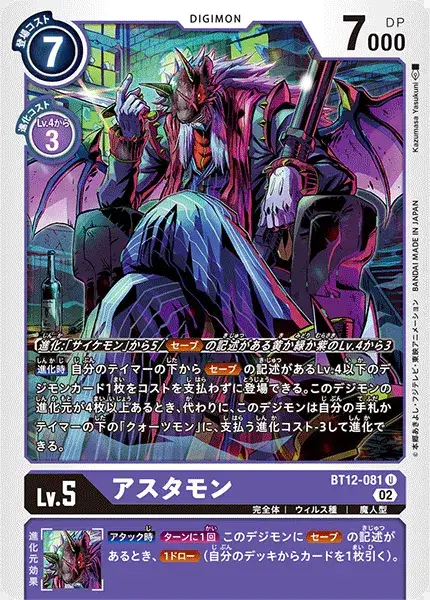 DIGIMON
登場コスト
7
7000
DP
進化コスト
Lv.4から
3
Kazumasa Yasukuni
©本郷あきよし・フジテレビ・東映アニメーション BANDAI MADE IN JAPAN
進化:「サイケモン」から5/ セーブ の記述がある黄か緑か紫のLv.4から3
進化時 自分のテイマーの下から セーブ の記述があるLv.4以下のデ
ジモンカード1枚をコストを支払わずに登場できる。このデジモンの
進化元が4枚以上あるとき、代わりに、このデジモンは自分の手札か
テイマーの下の「クォーツモン」に、支払う進化コスト-3して進化で
きる。
Lv.5
アスタモン
BT12-081 U
02
完全体 | ウィルス種 | 魔人型
進化元効果
アタック時 ターンに1回 このデジモンに セーブ の記述が
あるとき、1ドロー(自分のデッキからカードを1枚引く)。